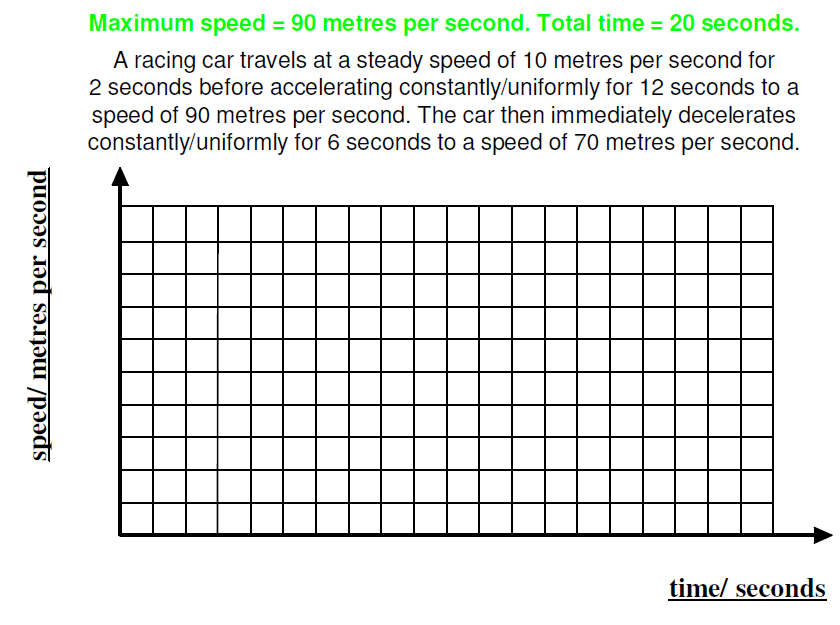 Maximum speed = 90 metres per second. Total time = 20 seconds.
A racing car travels at a steady speed of 10 metres per second for
2 seconds before accelerating constantly/uniformly for 12 seconds to a
speed of 90 metres per second. The car then immediately decelerates
constantly/uniformly for 6 seconds to a speed of 70 metres per second.
speed/ metres per second
time/ seconds